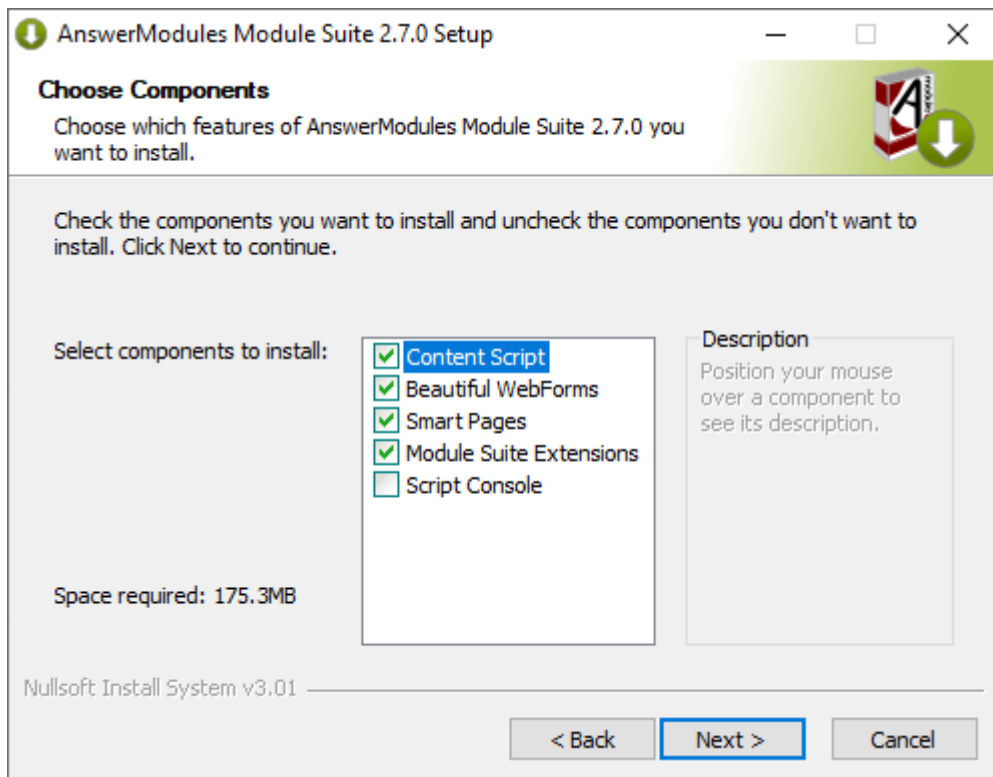 AnswerModules Module Suite 2.7.0 Setup
Choose Components
Choose which features of AnswerModules Module Suite 2.7.0 you
want to install.
Check the components you want to install and uncheck the components you don't want to
install. Click Next to continue.
Select components to install:
Content Script
Beautiful WebForms
Smart Pages
Module Suite Extensions
Script Console
Description
Position your mouse
over a component to
see its description.
Space required: 175.3MB
Nullsoft Install System v3.01
< Back
Next >
Cancel